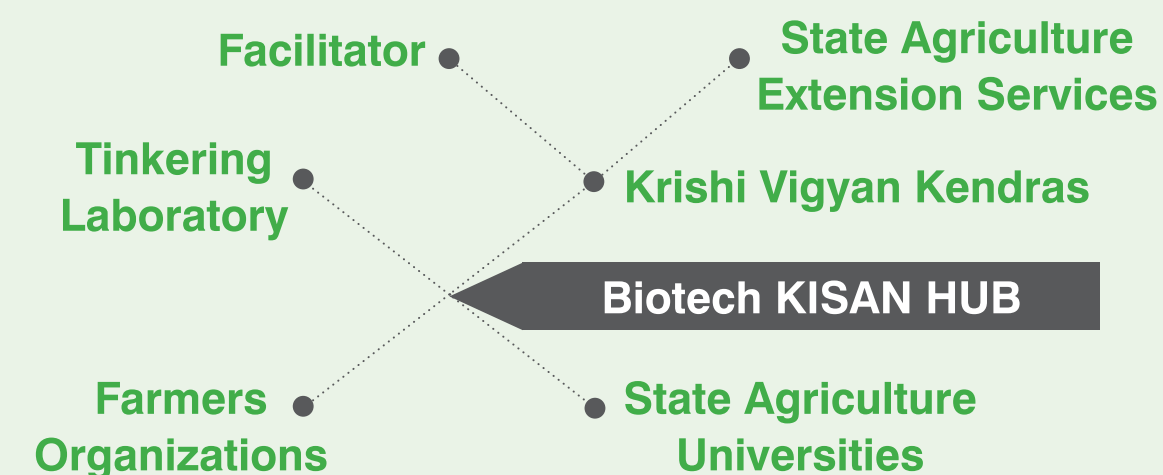 Facilitator
State Agriculture
Extension Services
Tinkering
Laboratory
Krishi Vigyan Kendras
Biotech KISAN HUB
Farmers
Organizations
State Agriculture
Universities